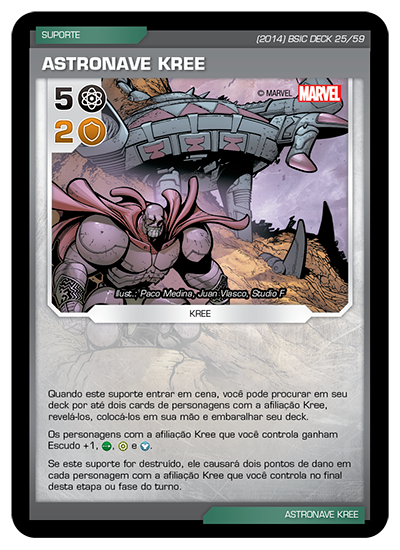 SUPORTE
(2014) BSIC DECK 25/59
ASTRONAVE KREE
5
2
© MARVEL MARVEL
Ilust.: Paco Medina, Juan Vlasco, Studio F
KREE
Quando este suporte entrar em cena, você pode procurar em seu
deck por até dois cards de personagens com a afiliação Kree,
revelá-los, colocá-los em sua mão e embaralhar seu deck.
Os personagens com a afiliação Kree que você controla ganham
Escudo +1, , e .
Se este suporte for destruído, ele causará dois pontos de dano em
cada personagem com a afiliação Kree que você controla no final
desta etapa ou fase do turno.
ASTRONAVE KREE